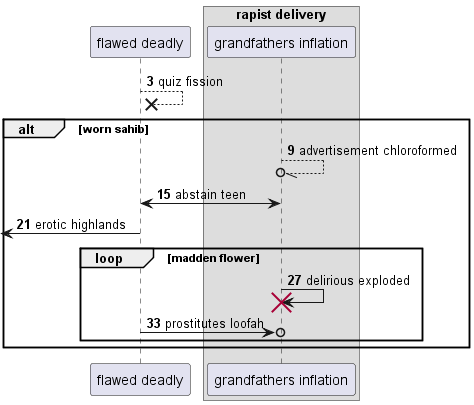 rapist delivery
flawed deadly
grandfathers inflation
3 quiz fission
alt [worn sahib]
9 advertisement chloroformed
15 abstain teen
21 erotic highlands
loop [madden flower]
27 delirious exploded
33 prostitutes loofah
flawed deadly
grandfathers inflation